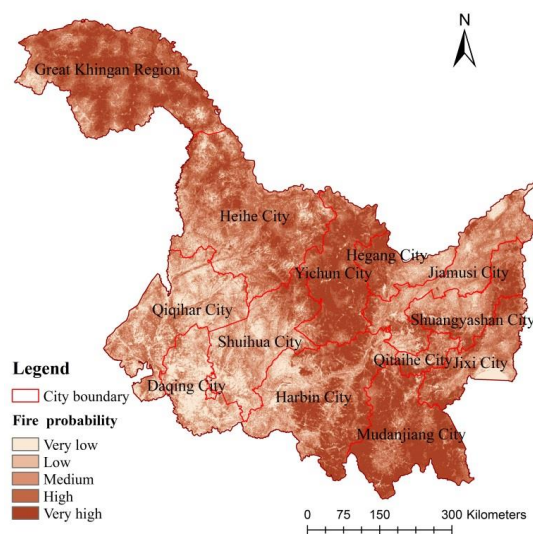 N
Great Khingan Region
Heihe City
Hegang City
Yichun City
Jiamusi City
Qiqihar City
Shuangyashan City
Shuihua City
Qitaihe City
Jixi City
Daqing City
Harbin City
Mudanjiang City
Legend
City boundary
Fire probability
Very low
Low
Medium
High
Very high
0 75 150 300 Kilometers